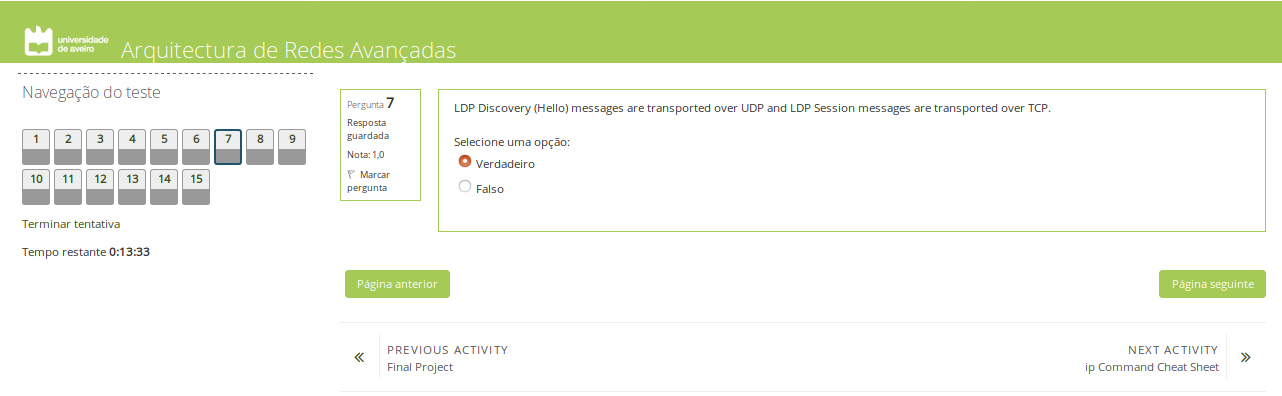 universidade
de aveiro
Arquitectura de Redes Avançadas
Navegação do teste
1 2 3 4 5 6 7 8 9
10 11 12 13 14 15
Terminar tentativa
Tempo restante 0:13:33
Pergunta 7
Resposta
guardada
Nota: 1,0
Marcar
pergunta
LDP Discovery (Hello) messages are transported over UDP and LDP Session messages are transported over TCP.
Selecione uma opção:
Verdadeiro
Falso
Página anterior
Página seguinte
PREVIOUS ACTIVITY
Final Project
NEXT ACTIVITY
ip Command Cheat Sheet